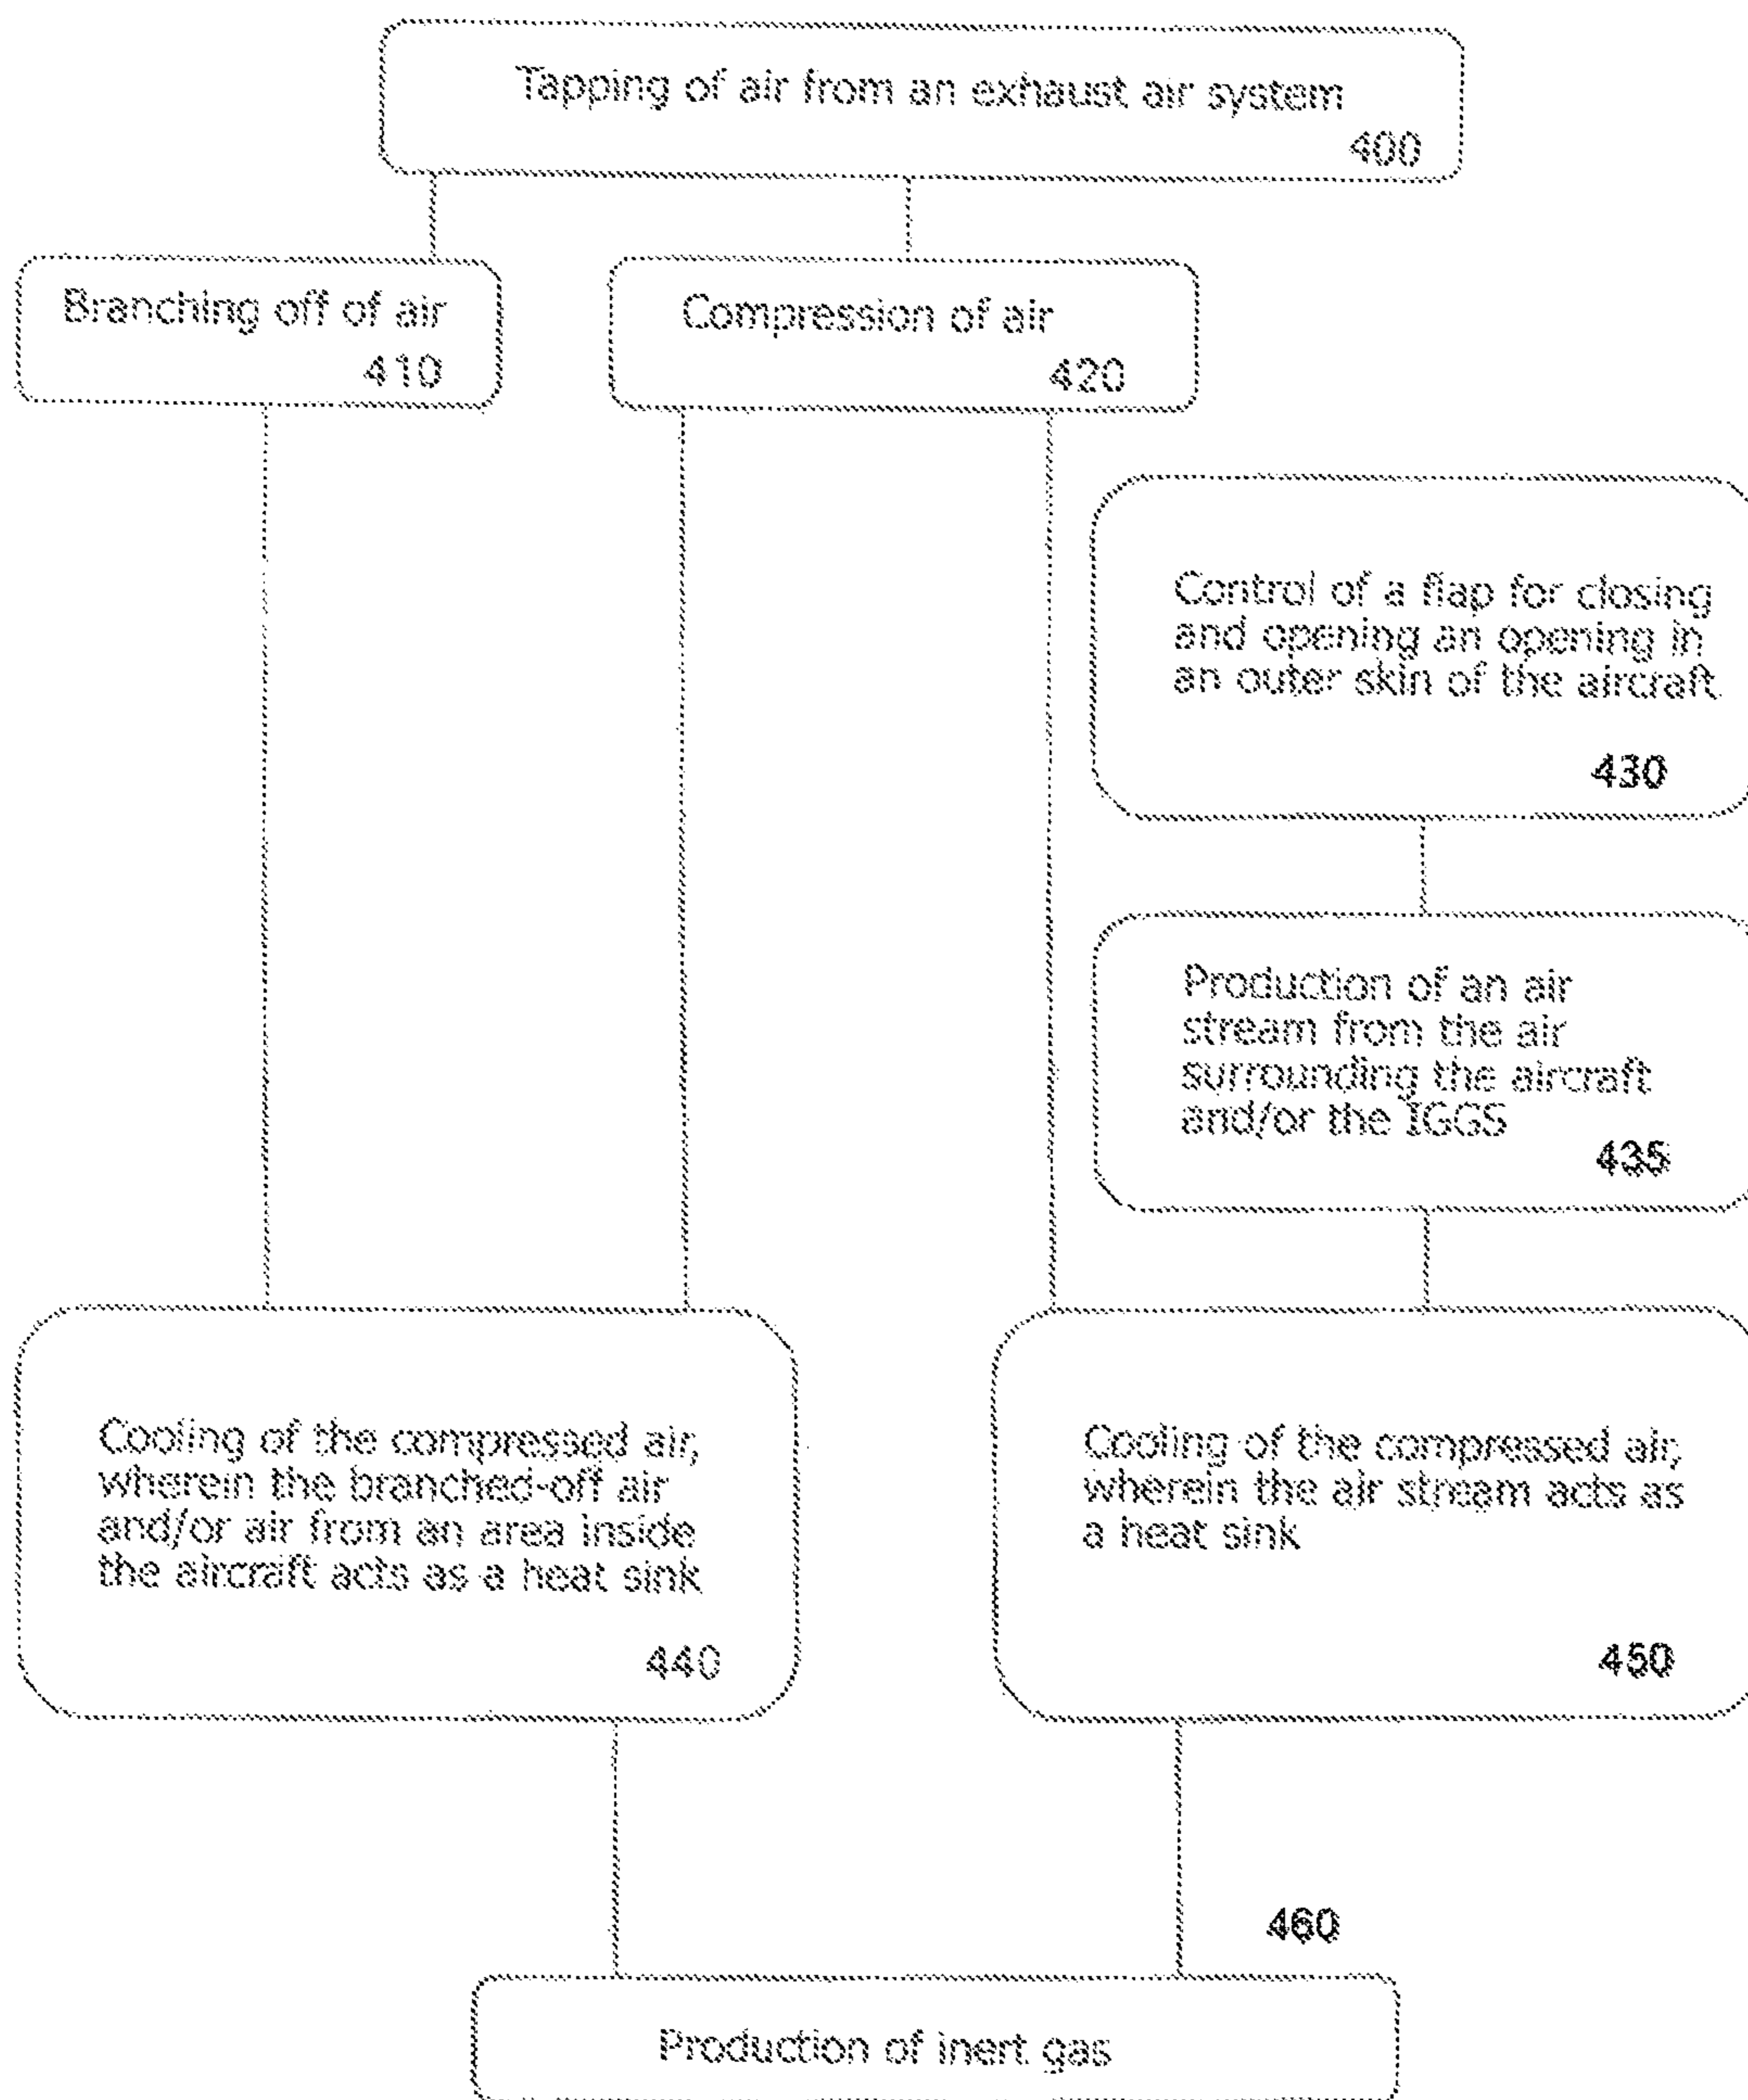 Tapping of air from an exhaust air system
400
Branching off of air
410
Compression of air
420
Control of a flap for closing
and opening an opening in
an outer skin of the aircraft
430
Production of an air
stream from the air
surrounding the aircraft
and/or the IGGS
435
Cooling of the compressed air,
wherein the branched-off air
and/or air from an area inside
the aircraft acts as a heat sink
440
Cooling of the compressed air,
wherein the air stream acts as
a heat sink
450
460
Production of inert gas